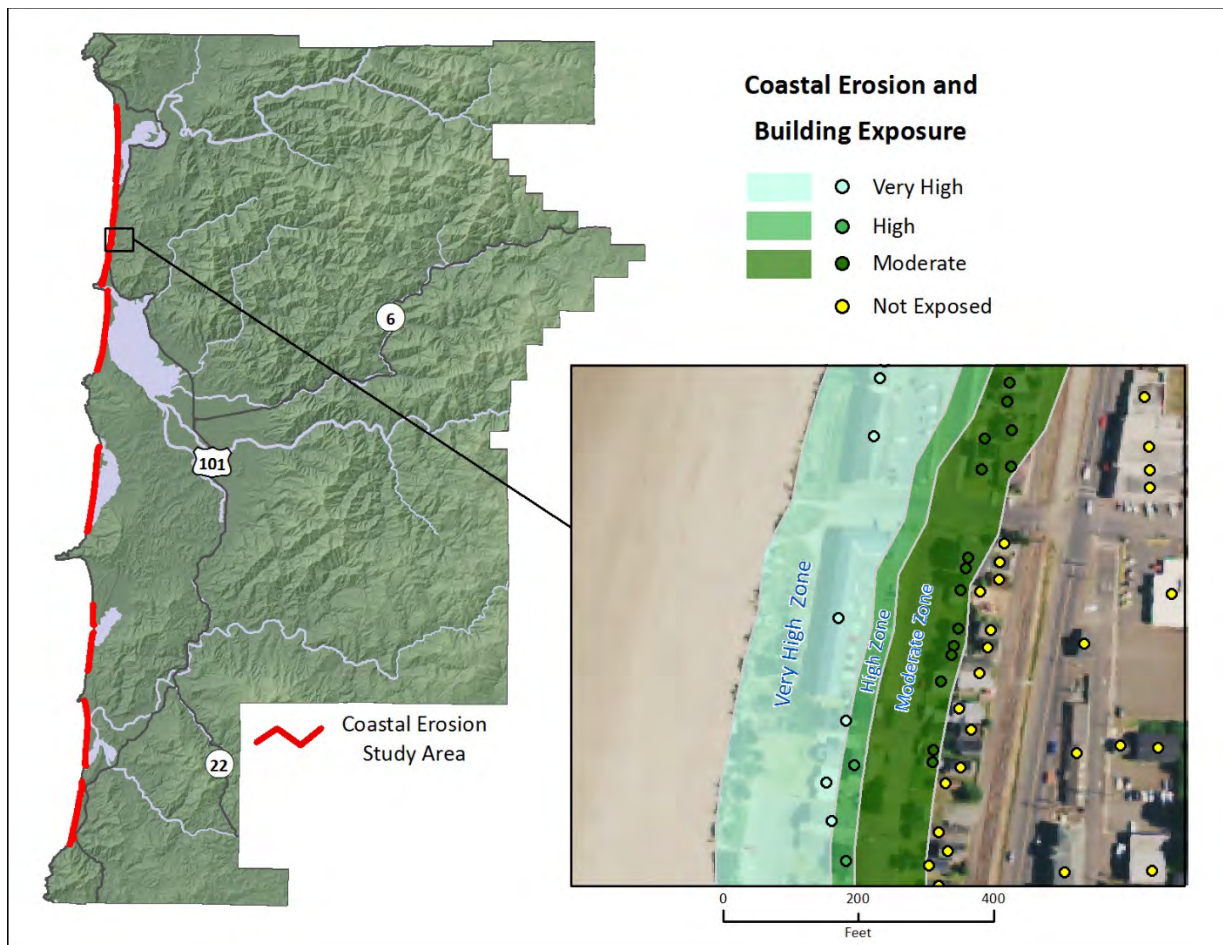 Coastal Erosion and
Building Exposure
Very High
High
Moderate
Not Exposed
6
101
22
Coastal Erosion
Study Area
Very High Zone
High Zone
Moderate Zone
0
200
400
Feet